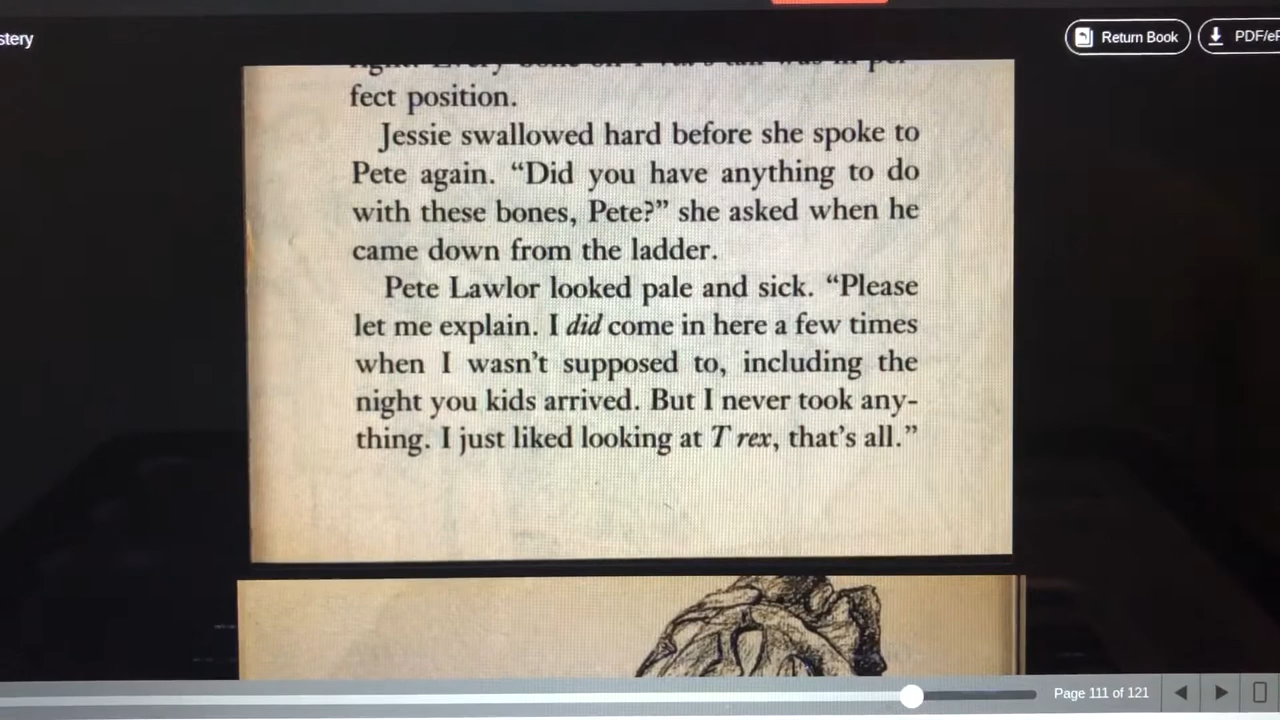 stery
Return Book
PDF/eP
fect position.
Jessie swallowed hard before she spoke to
Pete again. “Did you have anything to do
with these bones, Pete?” she asked when he
came down from the ladder.
Pete Lawlor looked pale and sick. “Please
let me explain. I did come in here a few times
when I wasn’t supposed to, including the
night you kids arrived. But I never took any-
thing. I just liked looking at T rex, that’s all.”
Page 111 of 121